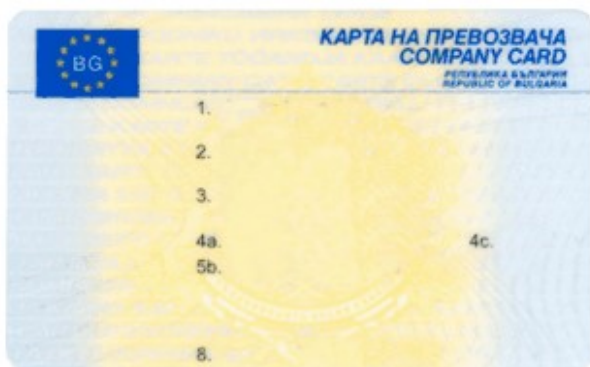 BG
КАРТА НА ПРЕВОЗВАЧА
COMPANY CARD
РЕПУБЛИКА БЪЛГАРИЯ
REPUBLIC OF BULGARIA
1.
2.
3.
4a. 4c.
5b.
8.